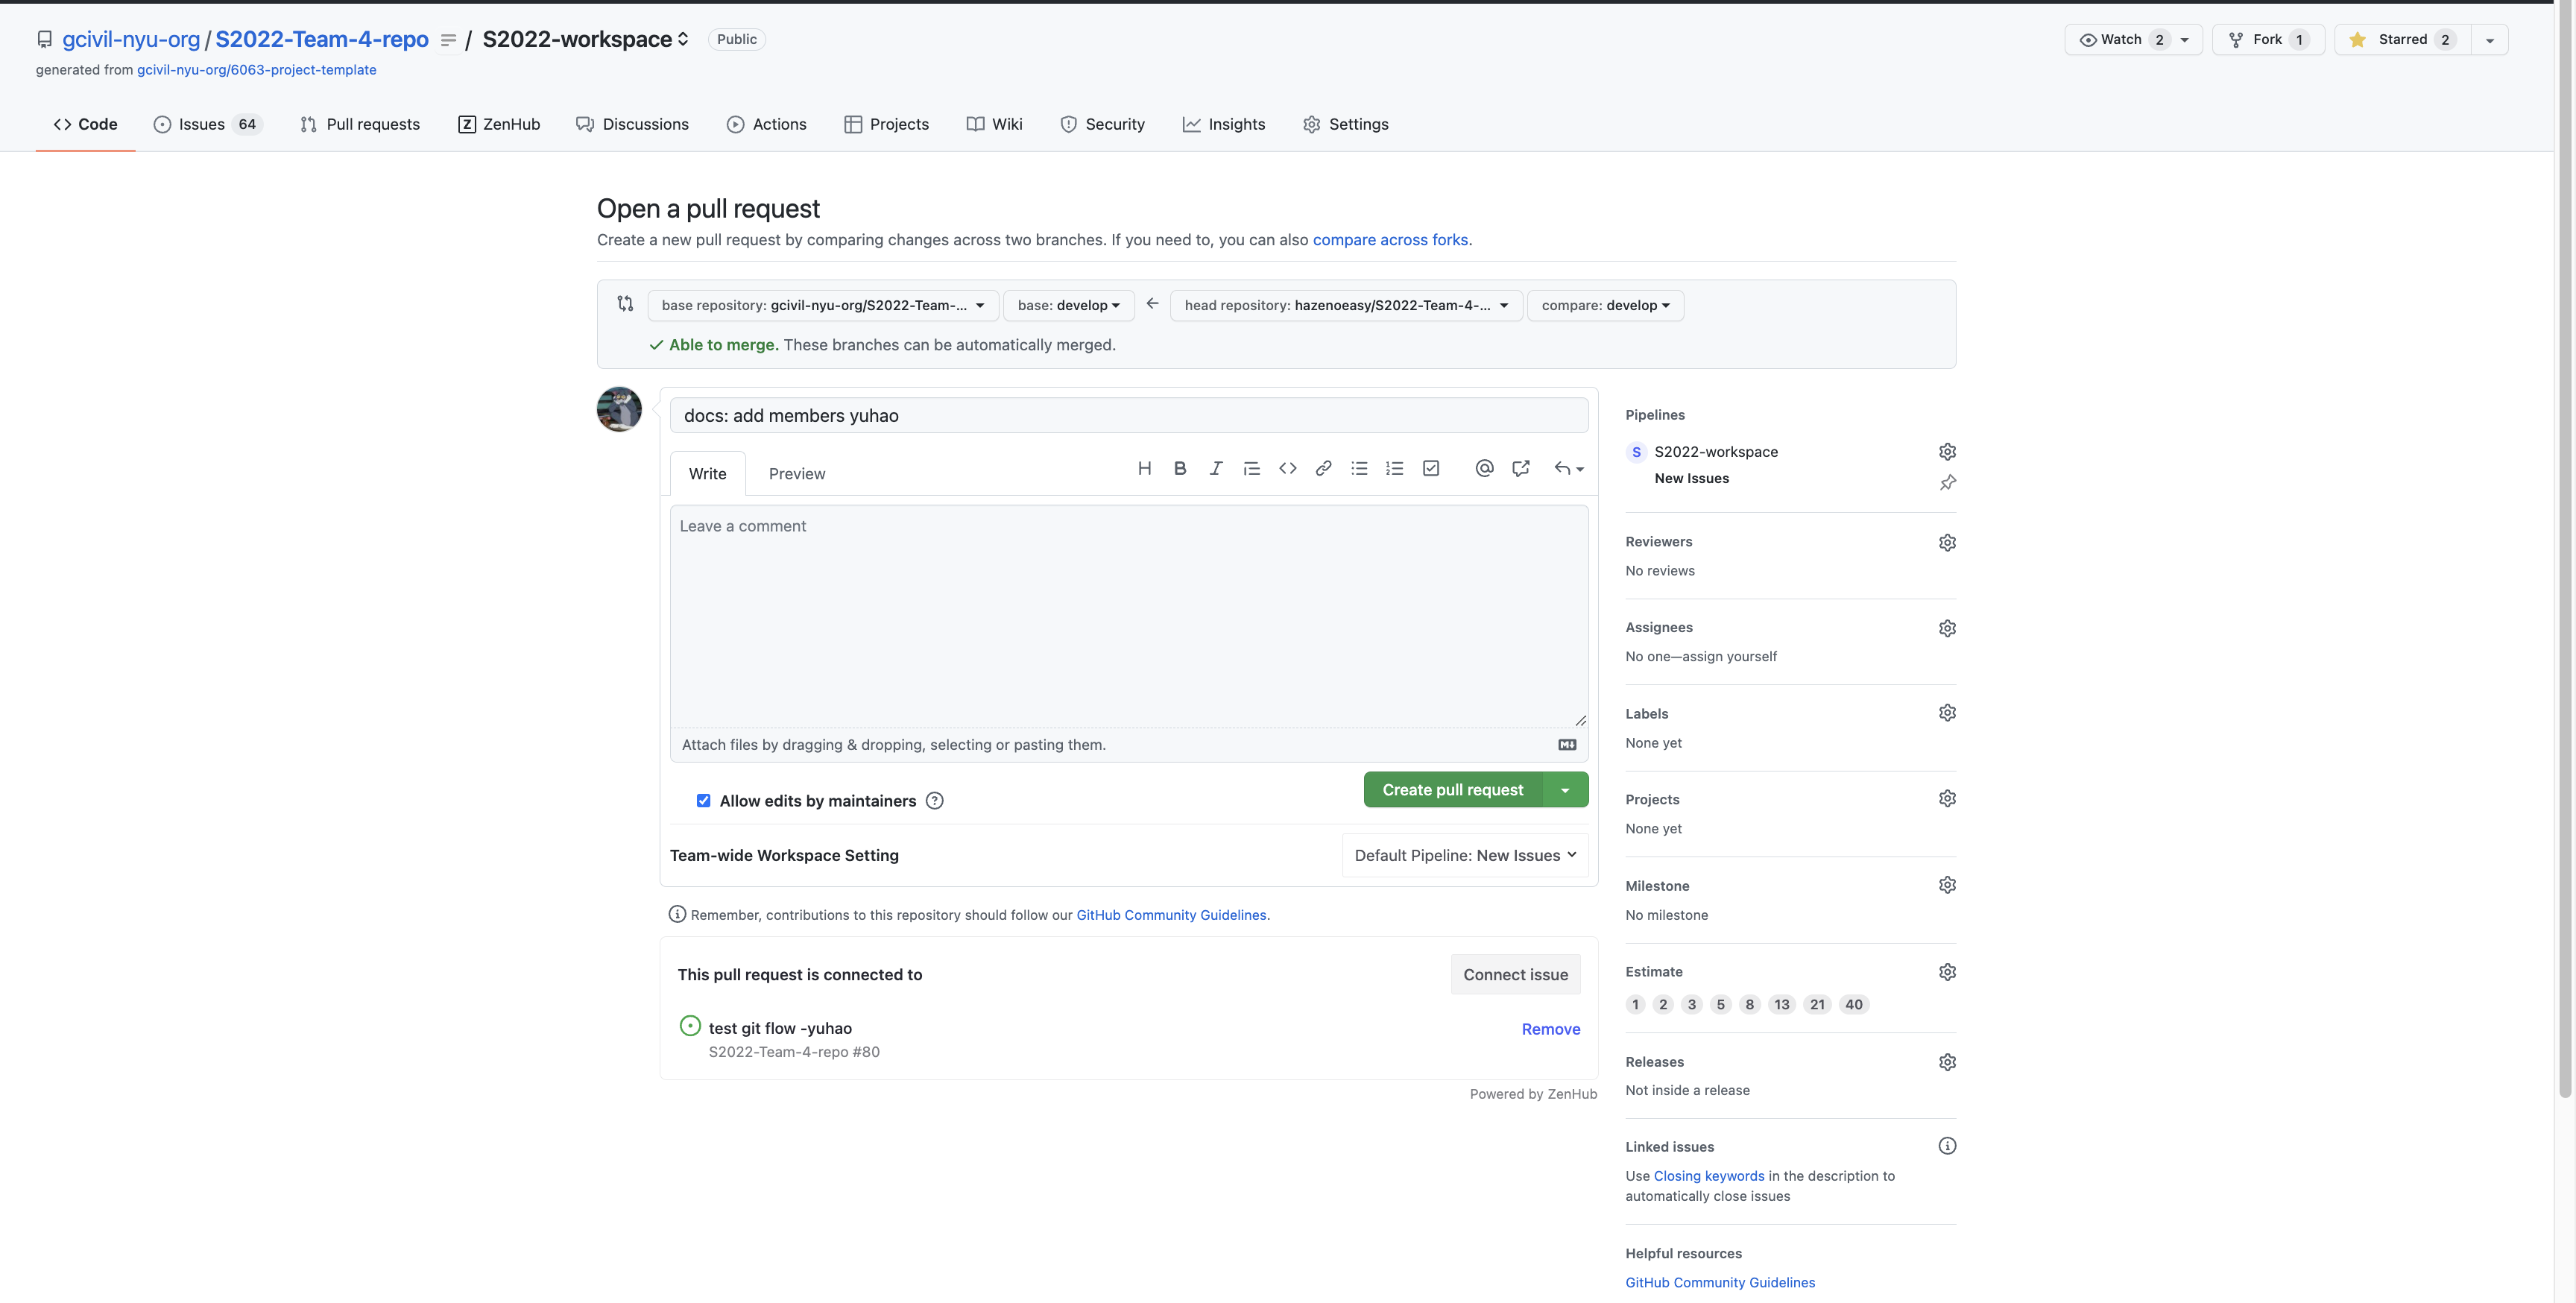 gcivil-nyu-org / S2022-Team-4-repo / S2022-workspace Public
Watch 2 Fork 1 Starred 2
generated from gcivil-nyu-org/6063-project-template
Code Issues 64 Pull requests ZenHub Discussions Actions Projects Wiki Security Insights Settings
Open a pull request
Create a new pull request by comparing changes across two branches. If you need to, you can also compare across forks.
base repository: gcivil-nyu-org/S2022-Team-... base: develop head repository: hazenoeasy/S2022-Team-4-... compare: develop
Able to merge. These branches can be automatically merged.
docs: add members yuhao
Write Preview
Leave a comment
Attach files by dragging & dropping, selecting or pasting them.
Allow edits by maintainers
Create pull request
Team-wide Workspace Setting
Default Pipeline: New Issues
Remember, contributions to this repository should follow our GitHub Community Guidelines.
This pull request is connected to
Connect issue
test git flow -yuhao
Remove
S2022-Team-4-repo #80
Powered by ZenHub
Pipelines
S S2022-workspace
New Issues
Reviewers
No reviews
Assignees
No one—assign yourself
Labels
None yet
Projects
None yet
Milestone
No milestone
Estimate
1 2 3 5 8 13 21 40
Releases
Not inside a release
Linked issues
Use Closing keywords in the description to
automatically close issues
Helpful resources
GitHub Community Guidelines